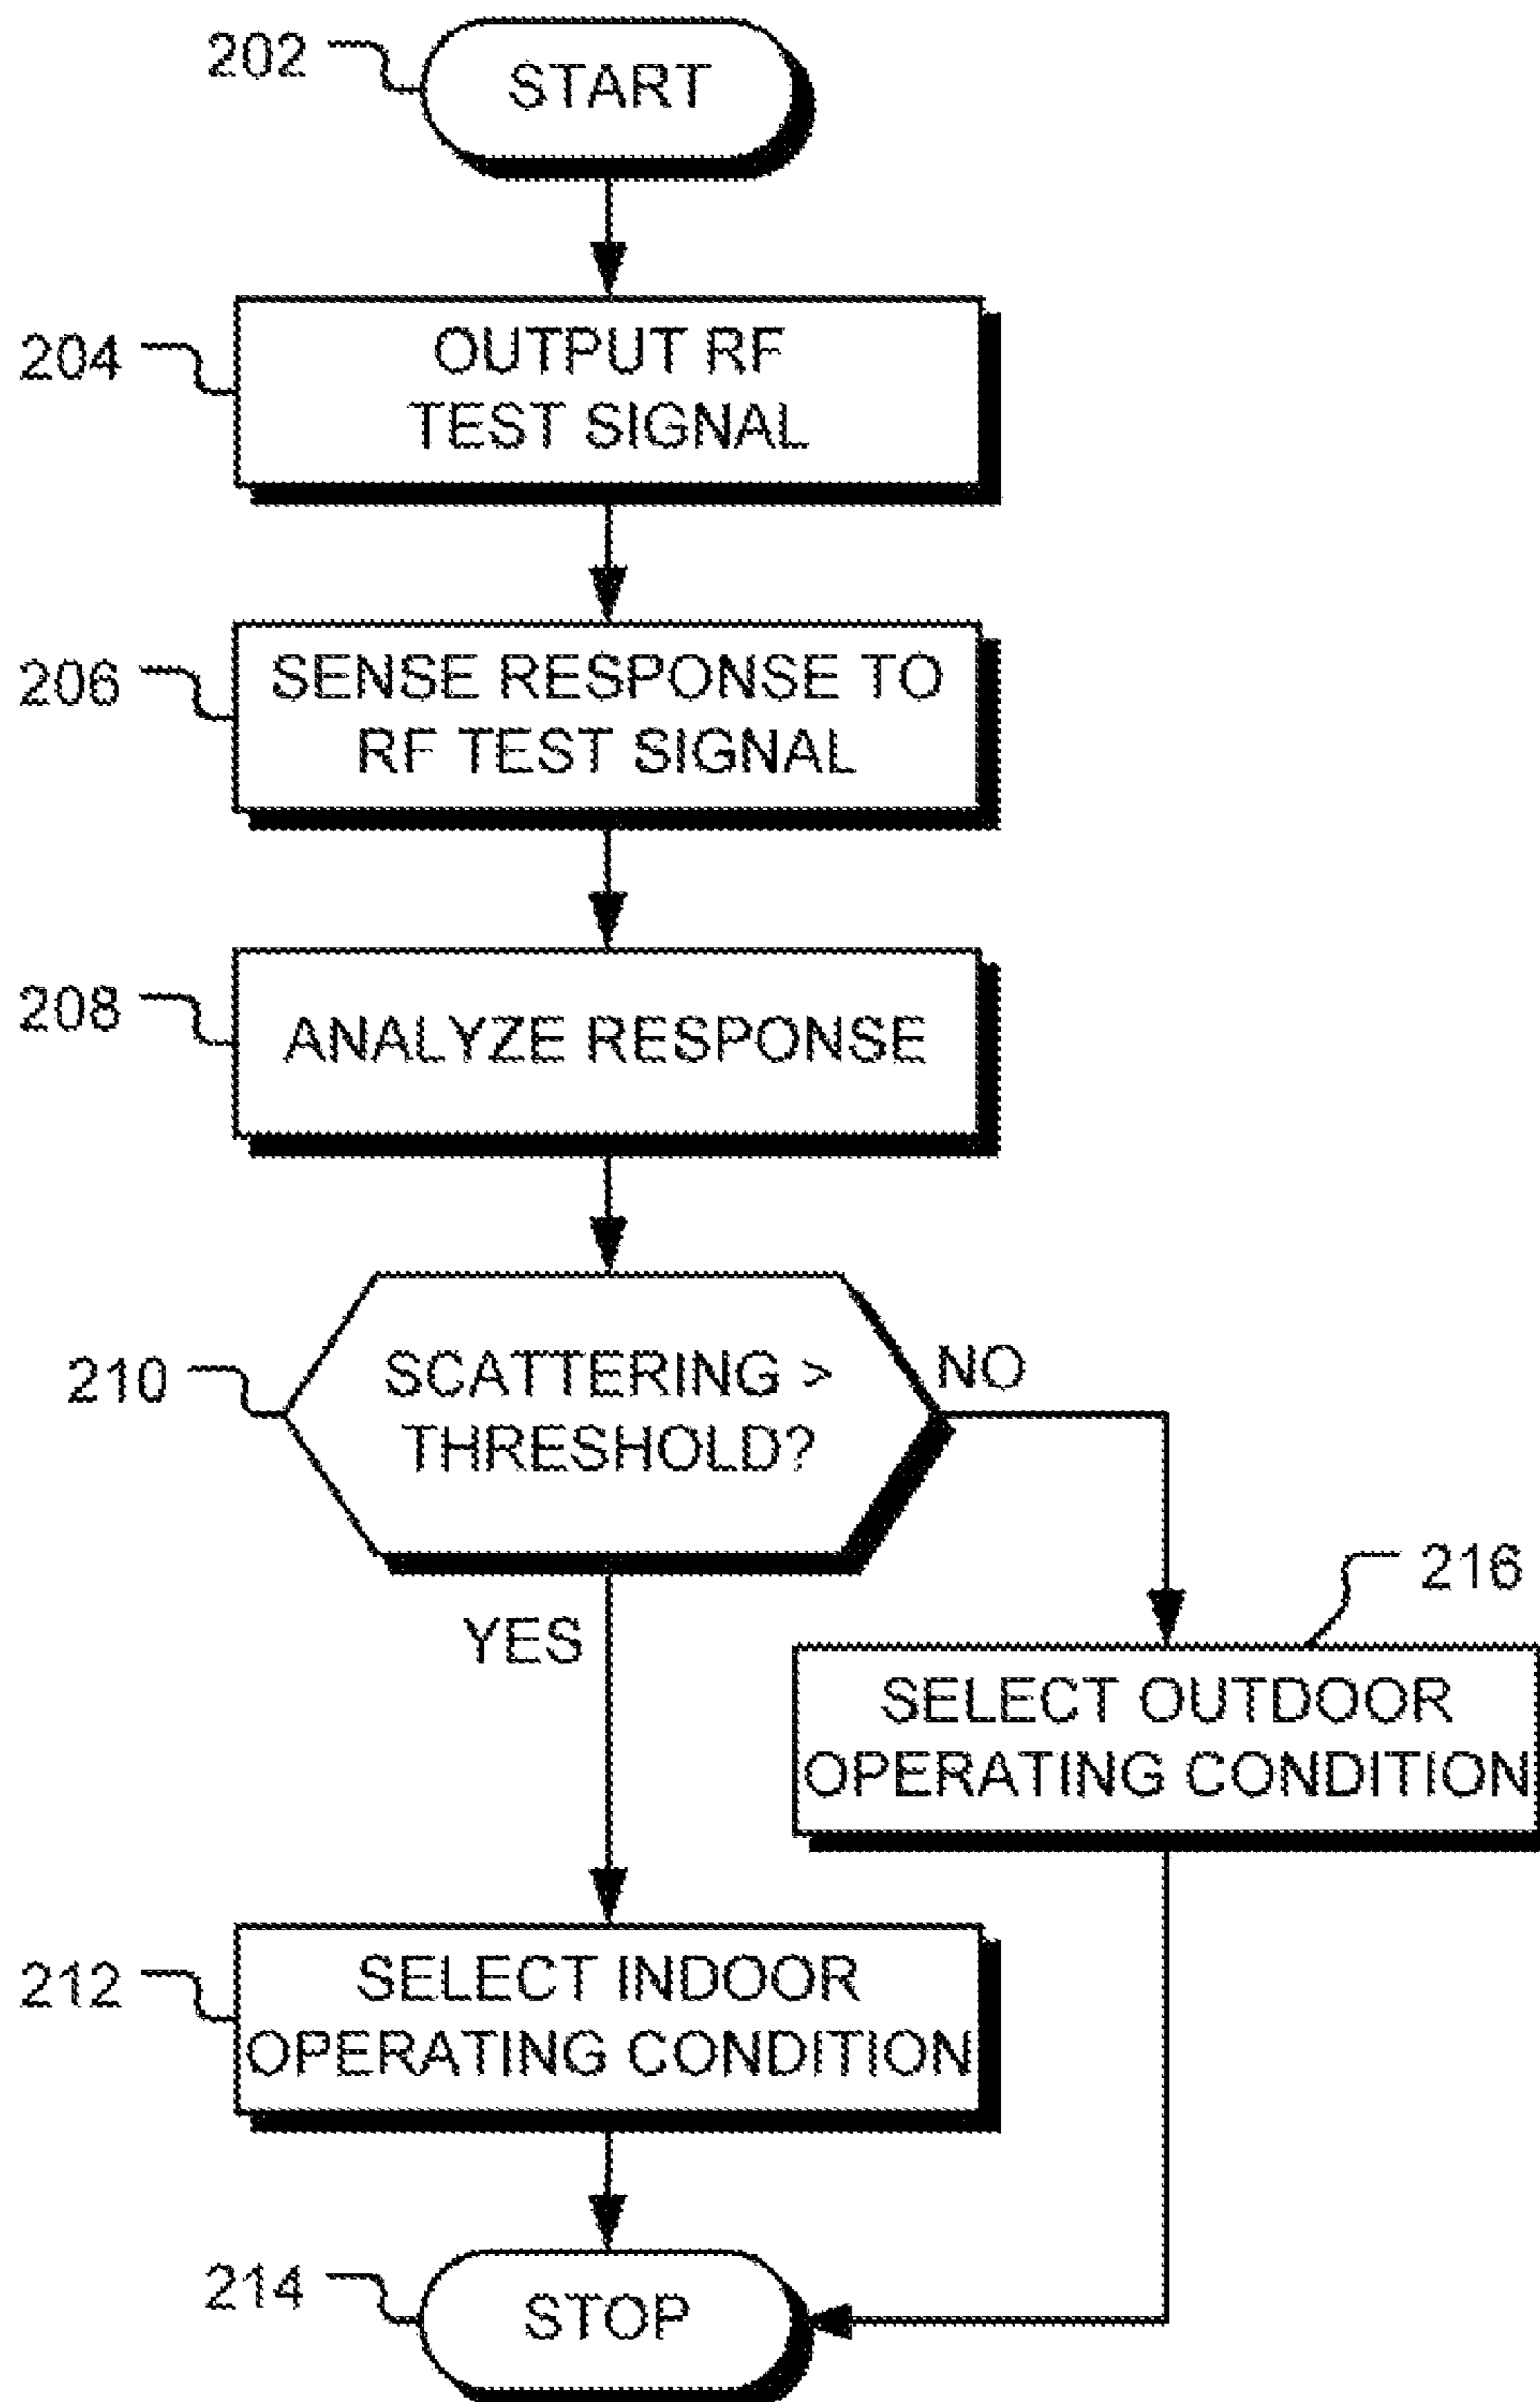 202
START
204
OUTPUT RF
TEST SIGNAL
206
SENSE RESPONSE TO
RF TEST SIGNAL
208
ANALYZE RESPONSE
210
SCATTERING >
THRESHOLD?
NO
YES
216
SELECT OUTDOOR
OPERATING CONDITION
212
SELECT INDOOR
OPERATING CONDITION
214
STOP